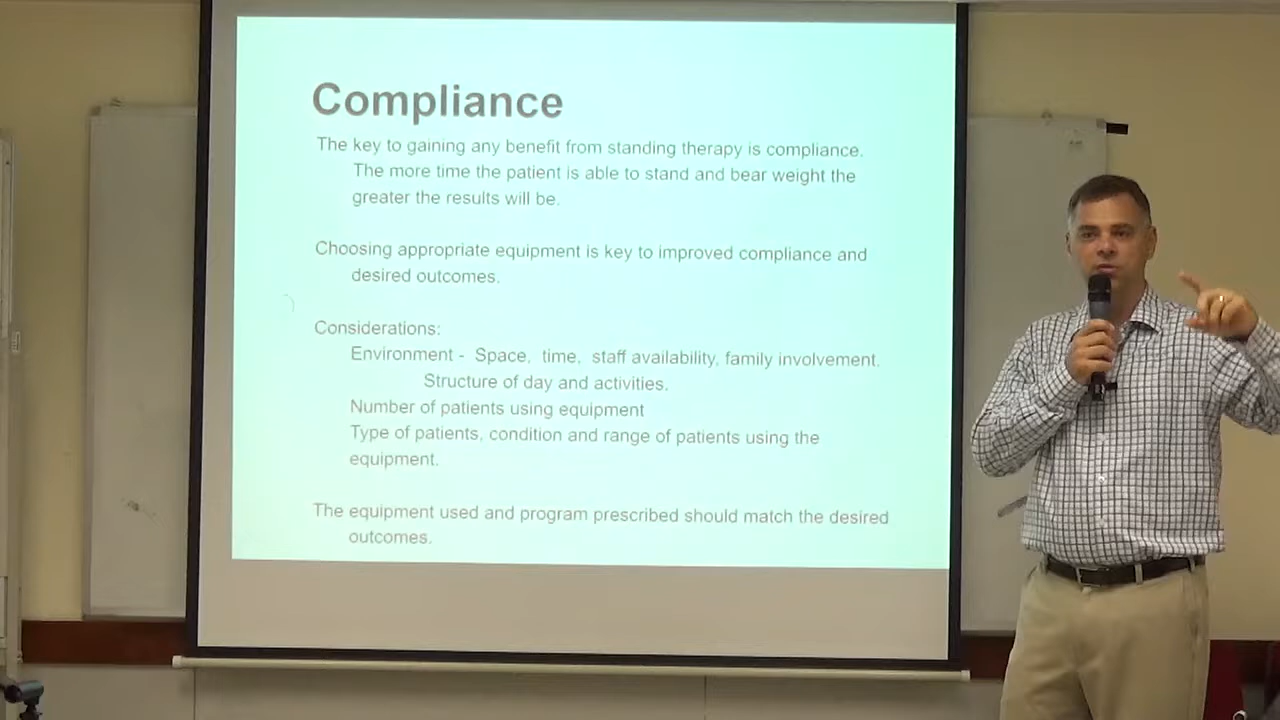 Compliance
The key to gaining any benefit from standing therapy is compliance.
The more time the patient is able to stand and bear weight the
greater the results will be.
Choosing appropriate equipment is key to improved compliance and
desired outcomes.
Considerations:
Environment - Space, time, staff availability, family involvement.
Structure of day and activities.
Number of patients using equipment
Type of patients, condition and range of patients using the
equipment.
The equipment used and program prescribed should match the desired
outcomes.